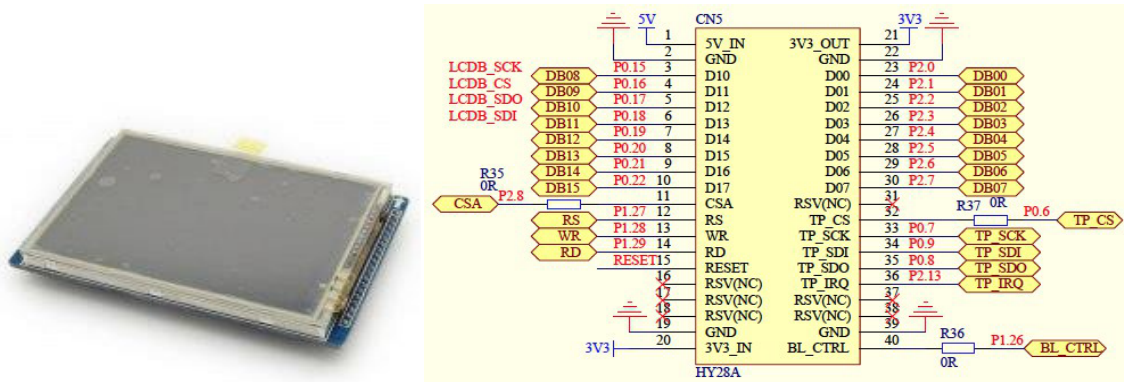 CN5
5V 1 5V_IN 3V3_OUT 21 3V3
2 GND GND 22
LCDB_SCK DB08 P0.15 3 D10 D00 23 P2.0 DB00
LCDB_CS DB09 P0.16 4 D11 D01 24 P2.1 DB01
LCDB_SDO DB10 P0.17 5 D12 D02 25 P2.2 DB02
LCDB_SDI DB11 P0.18 6 D13 D03 26 P2.3 DB03
DB12 P0.19 7 D14 D04 27 P2.4 DB04
DB13 P0.20 8 D15 D05 28 P2.5 DB05
DB14 P0.21 9 D16 D06 29 P2.6 DB06
DB15 P0.22 10 D17 D07 30 P2.7 DB07
R35
0R
CSA P2.8 11 CSA RSV(NC) 31
RS P1.27 12 RS TP_CS 32 R37 0R P0.6 TP_CS
WR P1.28 13 WR TP_SCK 33 P0.7 TP_SCK
RD P1.29 14 RD TP_SDI 34 P0.9 TP_SDI
RESET 15 RESET TP_SDO 35 P0.8 TP_SDO
16 RSV(NC) TP_IRQ 36 P2.13 TP_IRQ
17 RSV(NC) RSV(NC) 37
18 RSV(NC) RSV(NC) 38
19 GND GND 39
3V3 20 3V3_IN BL_CTRL 40 R36 0R P1.26 BL_CTRL
HY28A